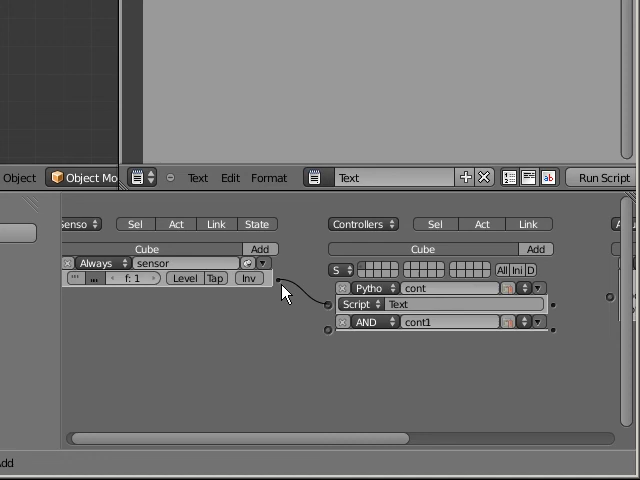 Object Object Mo Text Edit Format Text Run Script
Senso Sel Act Link State Controllers Sel Act Link
Cube Add Cube Add
Always sensor
f: 1 Level Tap Inv S All Ini D
Pytho cont
Script Text
AND cont1
Add